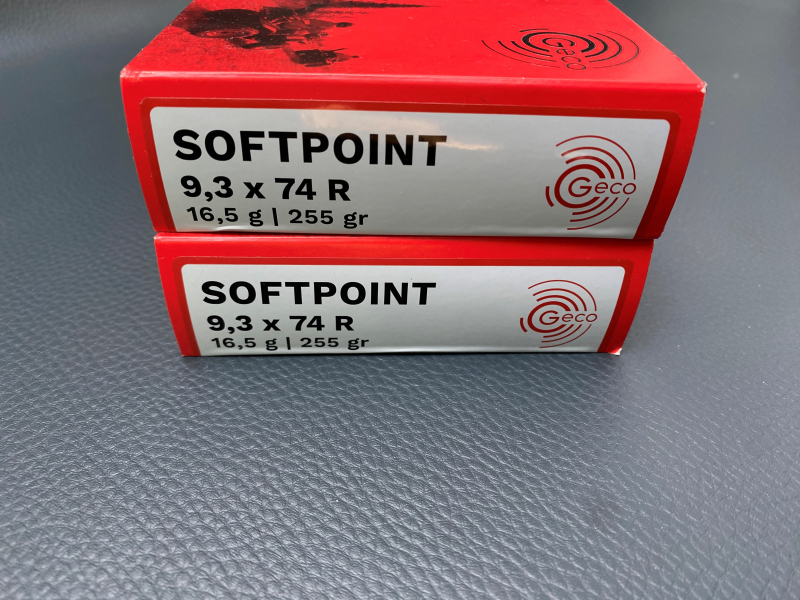 Geco
SOFTPOINT
9,3 x 74 R
16,5 g | 255 gr
Geco
SOFTPOINT
9,3 x 74 R
16,5 g | 255 gr
Geco